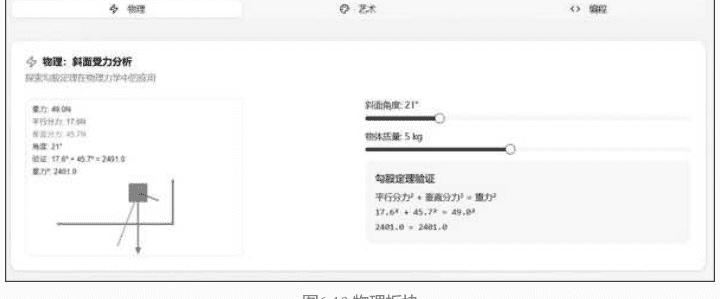 物理
艺术
编程
物理：斜面受力分析
探索勾股定理在物理力学中的应用
重力: 49.0N
平行分力: 17.6N
垂直分力: 45.7N
角度: 21°
验证: 17.6² + 45.7² = 2401.0
重力²: 2401.0
斜面角度: 21°
物体质量: 5 kg
勾股定理验证
平行分力² + 垂直分力² = 重力²
17.6² + 45.7² = 49.0²
2401.0 = 2401.0